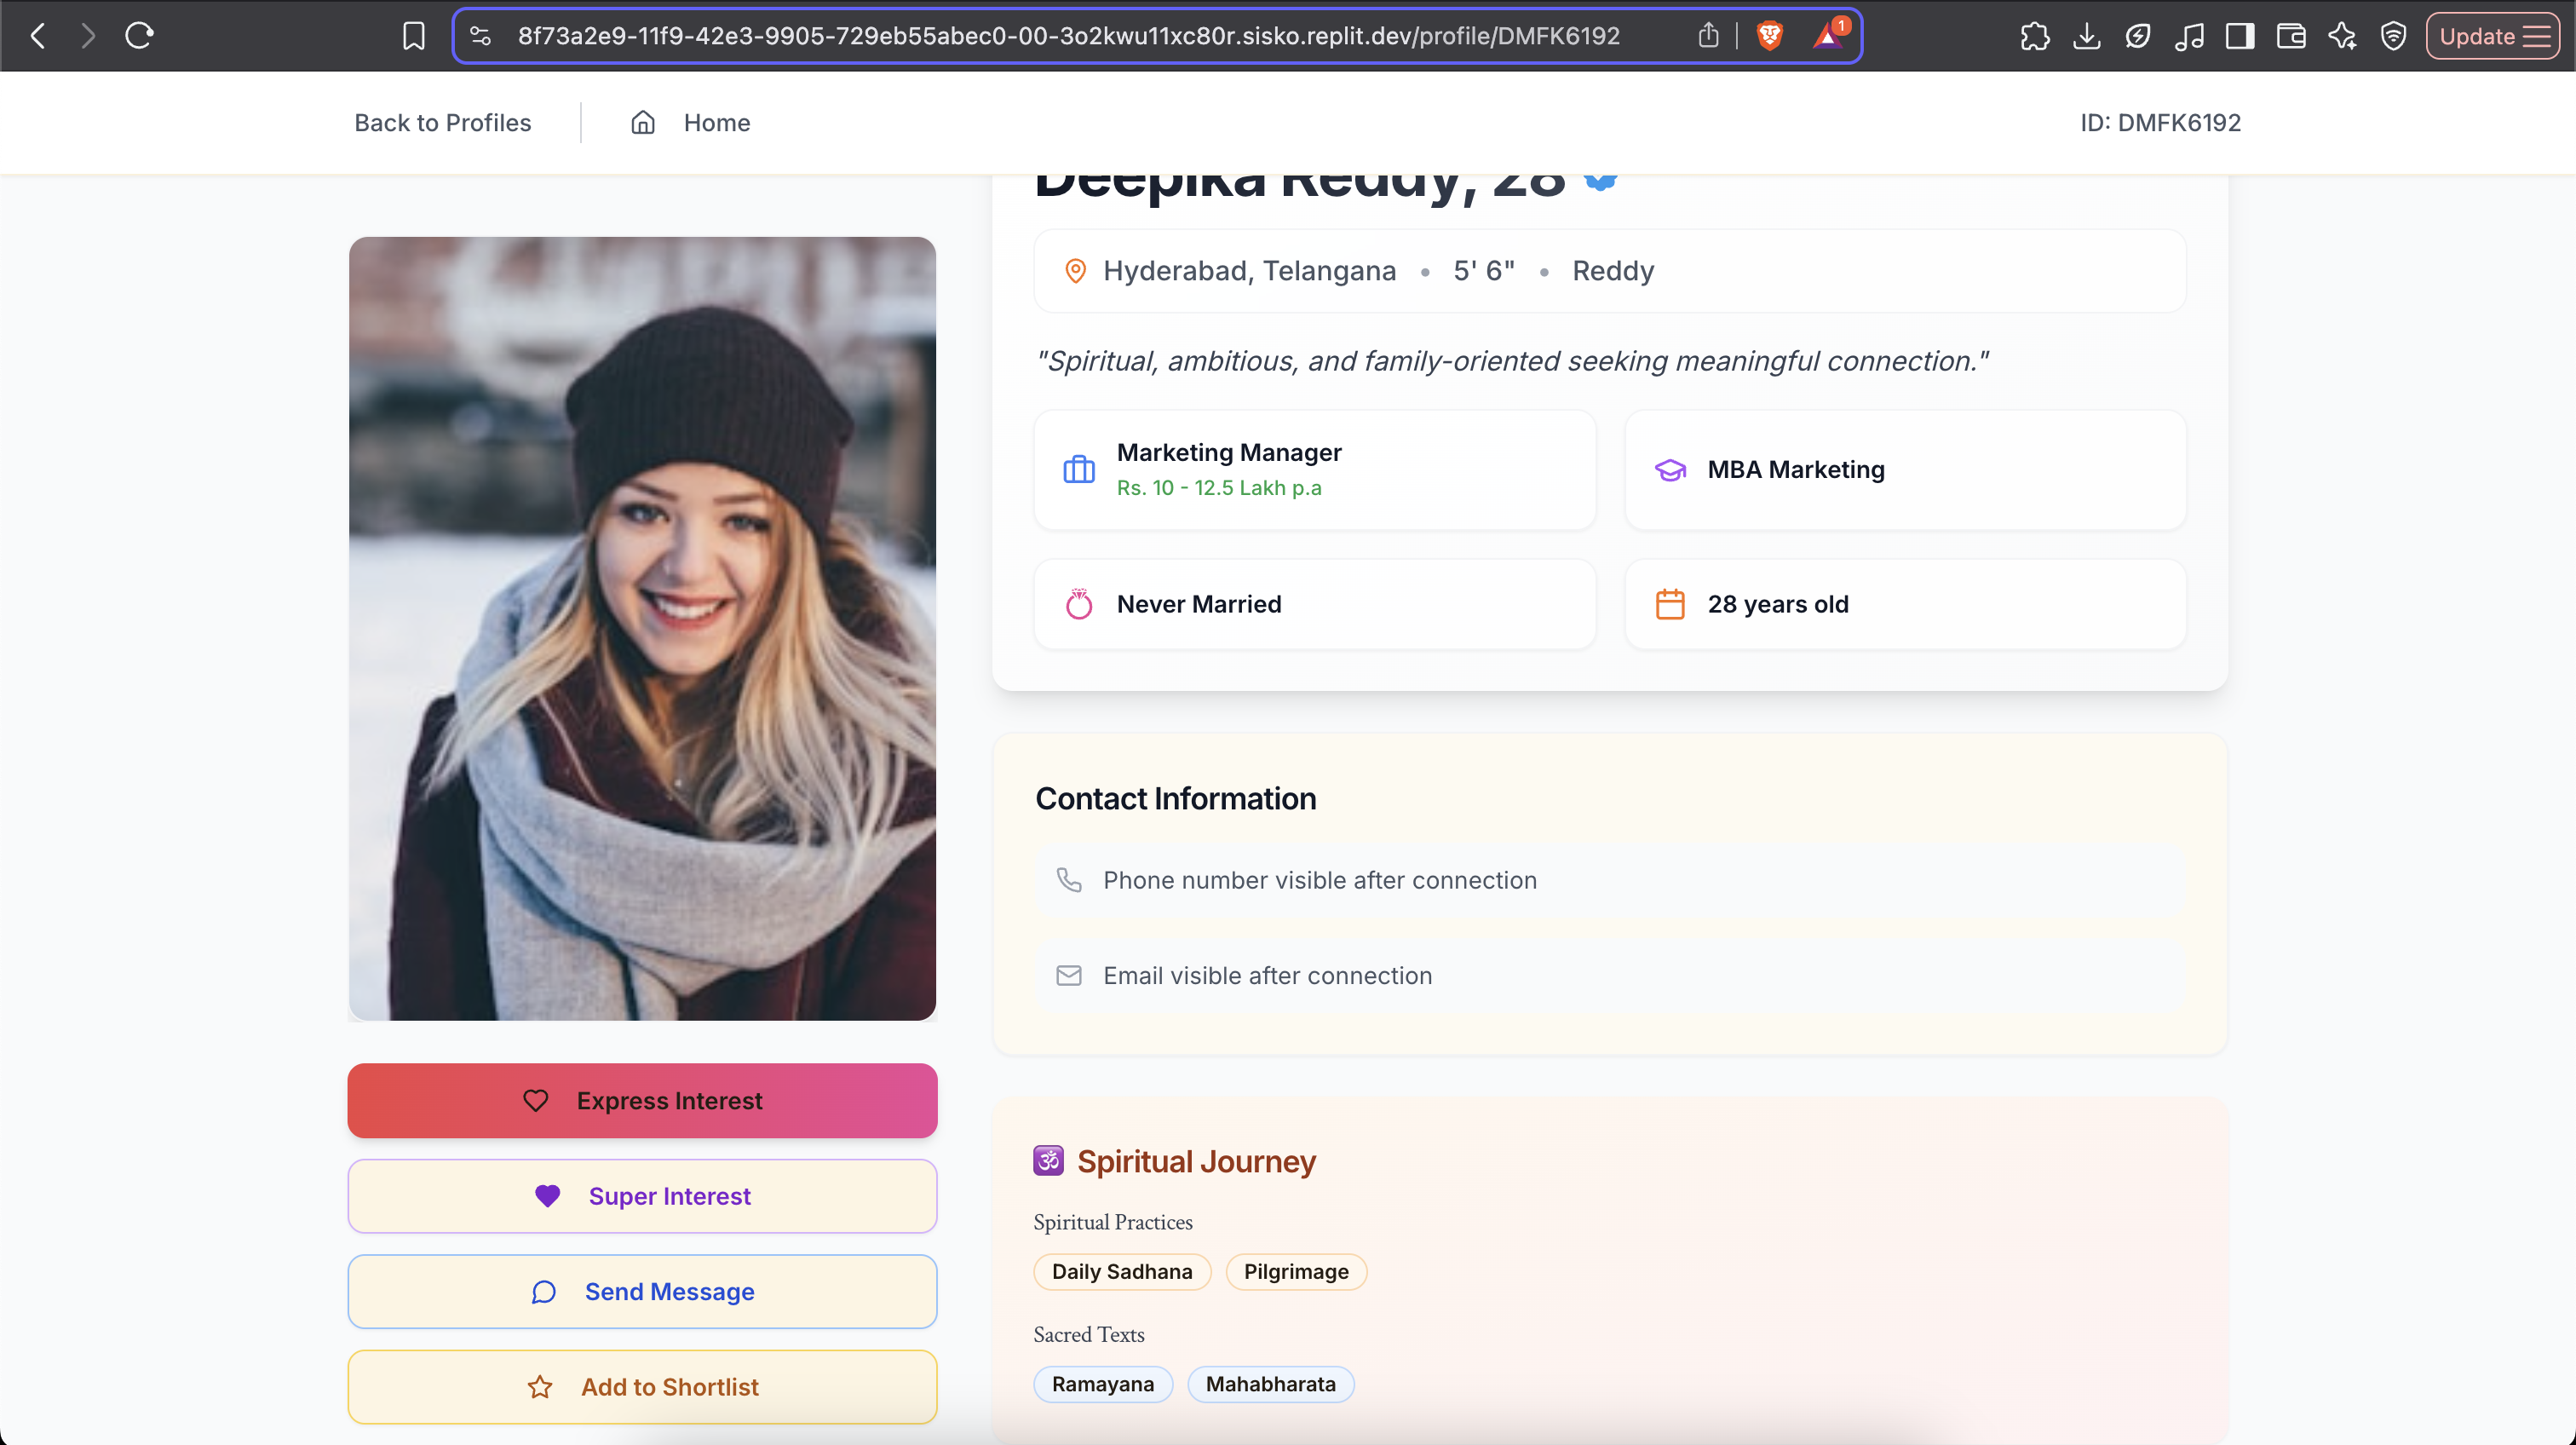 8f73a2e9-11f9-42e3-9905-729eb55abec0-00-3o2kwu11xc80r.sisko.replit.dev/profile/DMFK6192
1
Update
Back to Profiles
Home
ID: DMFK6192
Deepika Reddy, 28
Hyderabad, Telangana • 5' 6" • Reddy
"Spiritual, ambitious, and family-oriented seeking meaningful connection."
Marketing Manager
Rs. 10 - 12.5 Lakh p.a
MBA Marketing
Never Married
28 years old
Contact Information
Phone number visible after connection
Email visible after connection
Express Interest
Super Interest
Send Message
Add to Shortlist
🕉 Spiritual Journey
Spiritual Practices
Daily Sadhana
Pilgrimage
Sacred Texts
Ramayana
Mahabharata